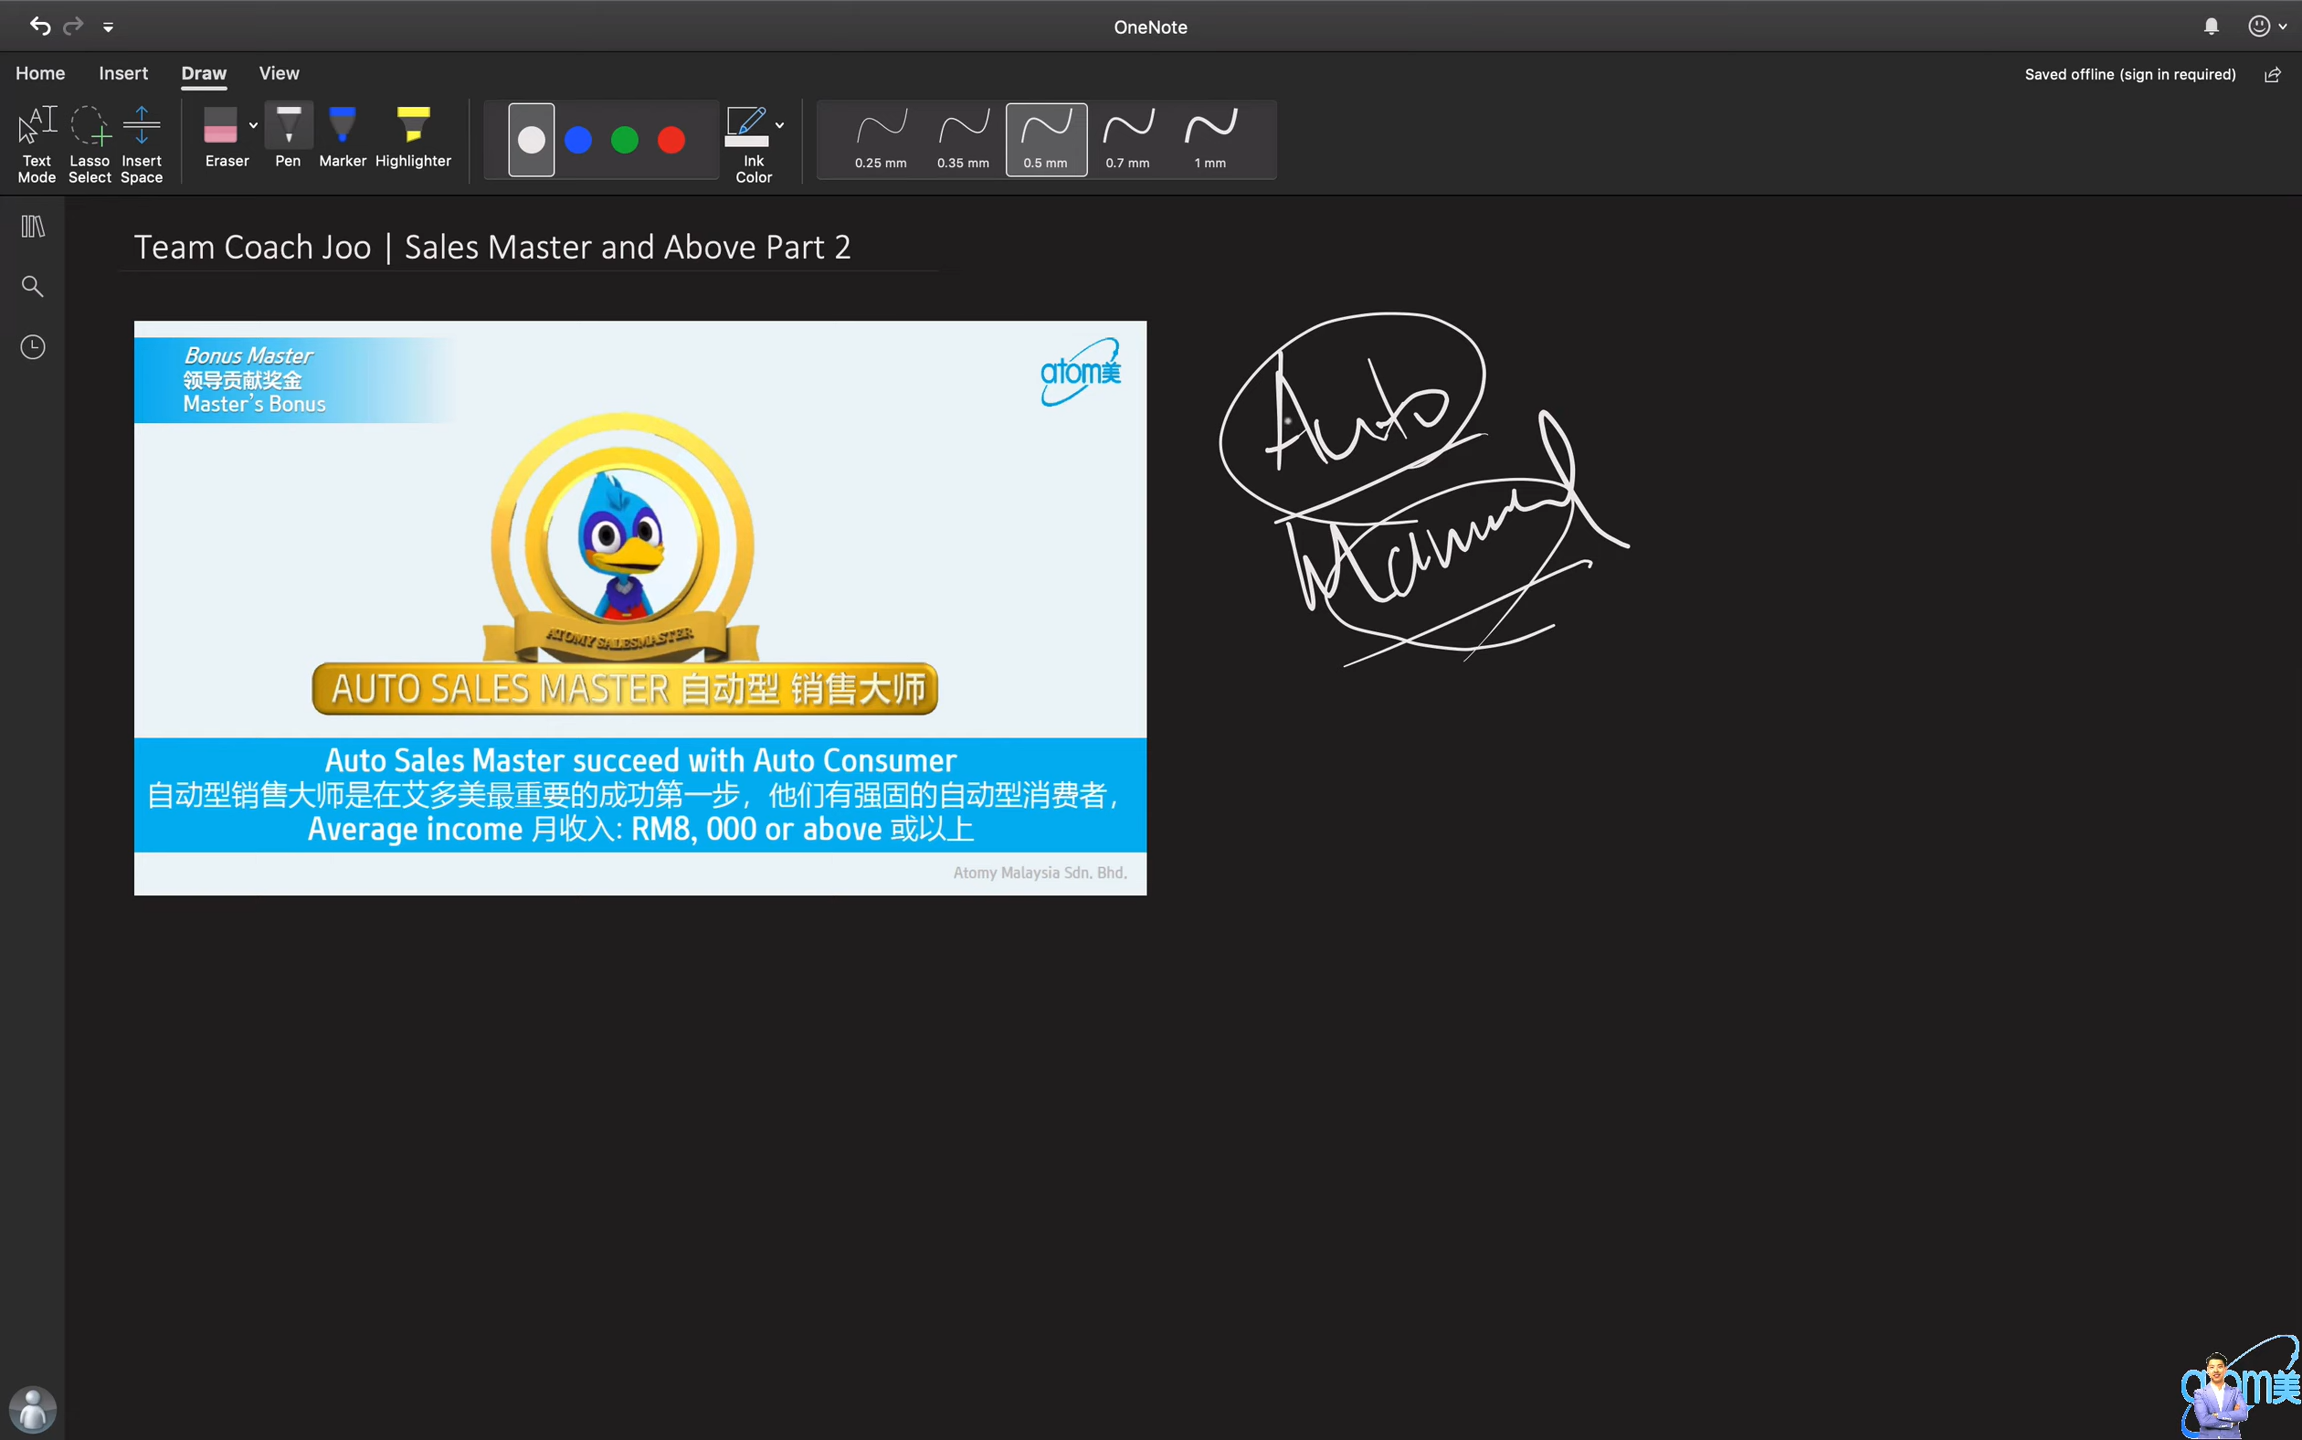 OneNote
Home Insert Draw View
Saved offline (sign in required)
Text Mode
Lasso Select
Insert Space
Eraser
Pen
Marker
Highlighter
Ink Color
0.25 mm
0.35 mm
0.5 mm
0.7 mm
1 mm
Team Coach Joo | Sales Master and Above Part 2
Bonus Master
领导贡献奖金
Master's Bonus
atom美
ATOMY SALESMASTER
AUTO SALES MASTER 自动型 销售大师
Auto Sales Master succeed with Auto Consumer
自动型销售大师是在艾多美最重要的成功第一步，他们有强固的自动型消费者，
Average income 月收入: RM8, 000 or above 或以上
Atomy Malaysia Sdn. Bhd.
Auto
Manual
atom美